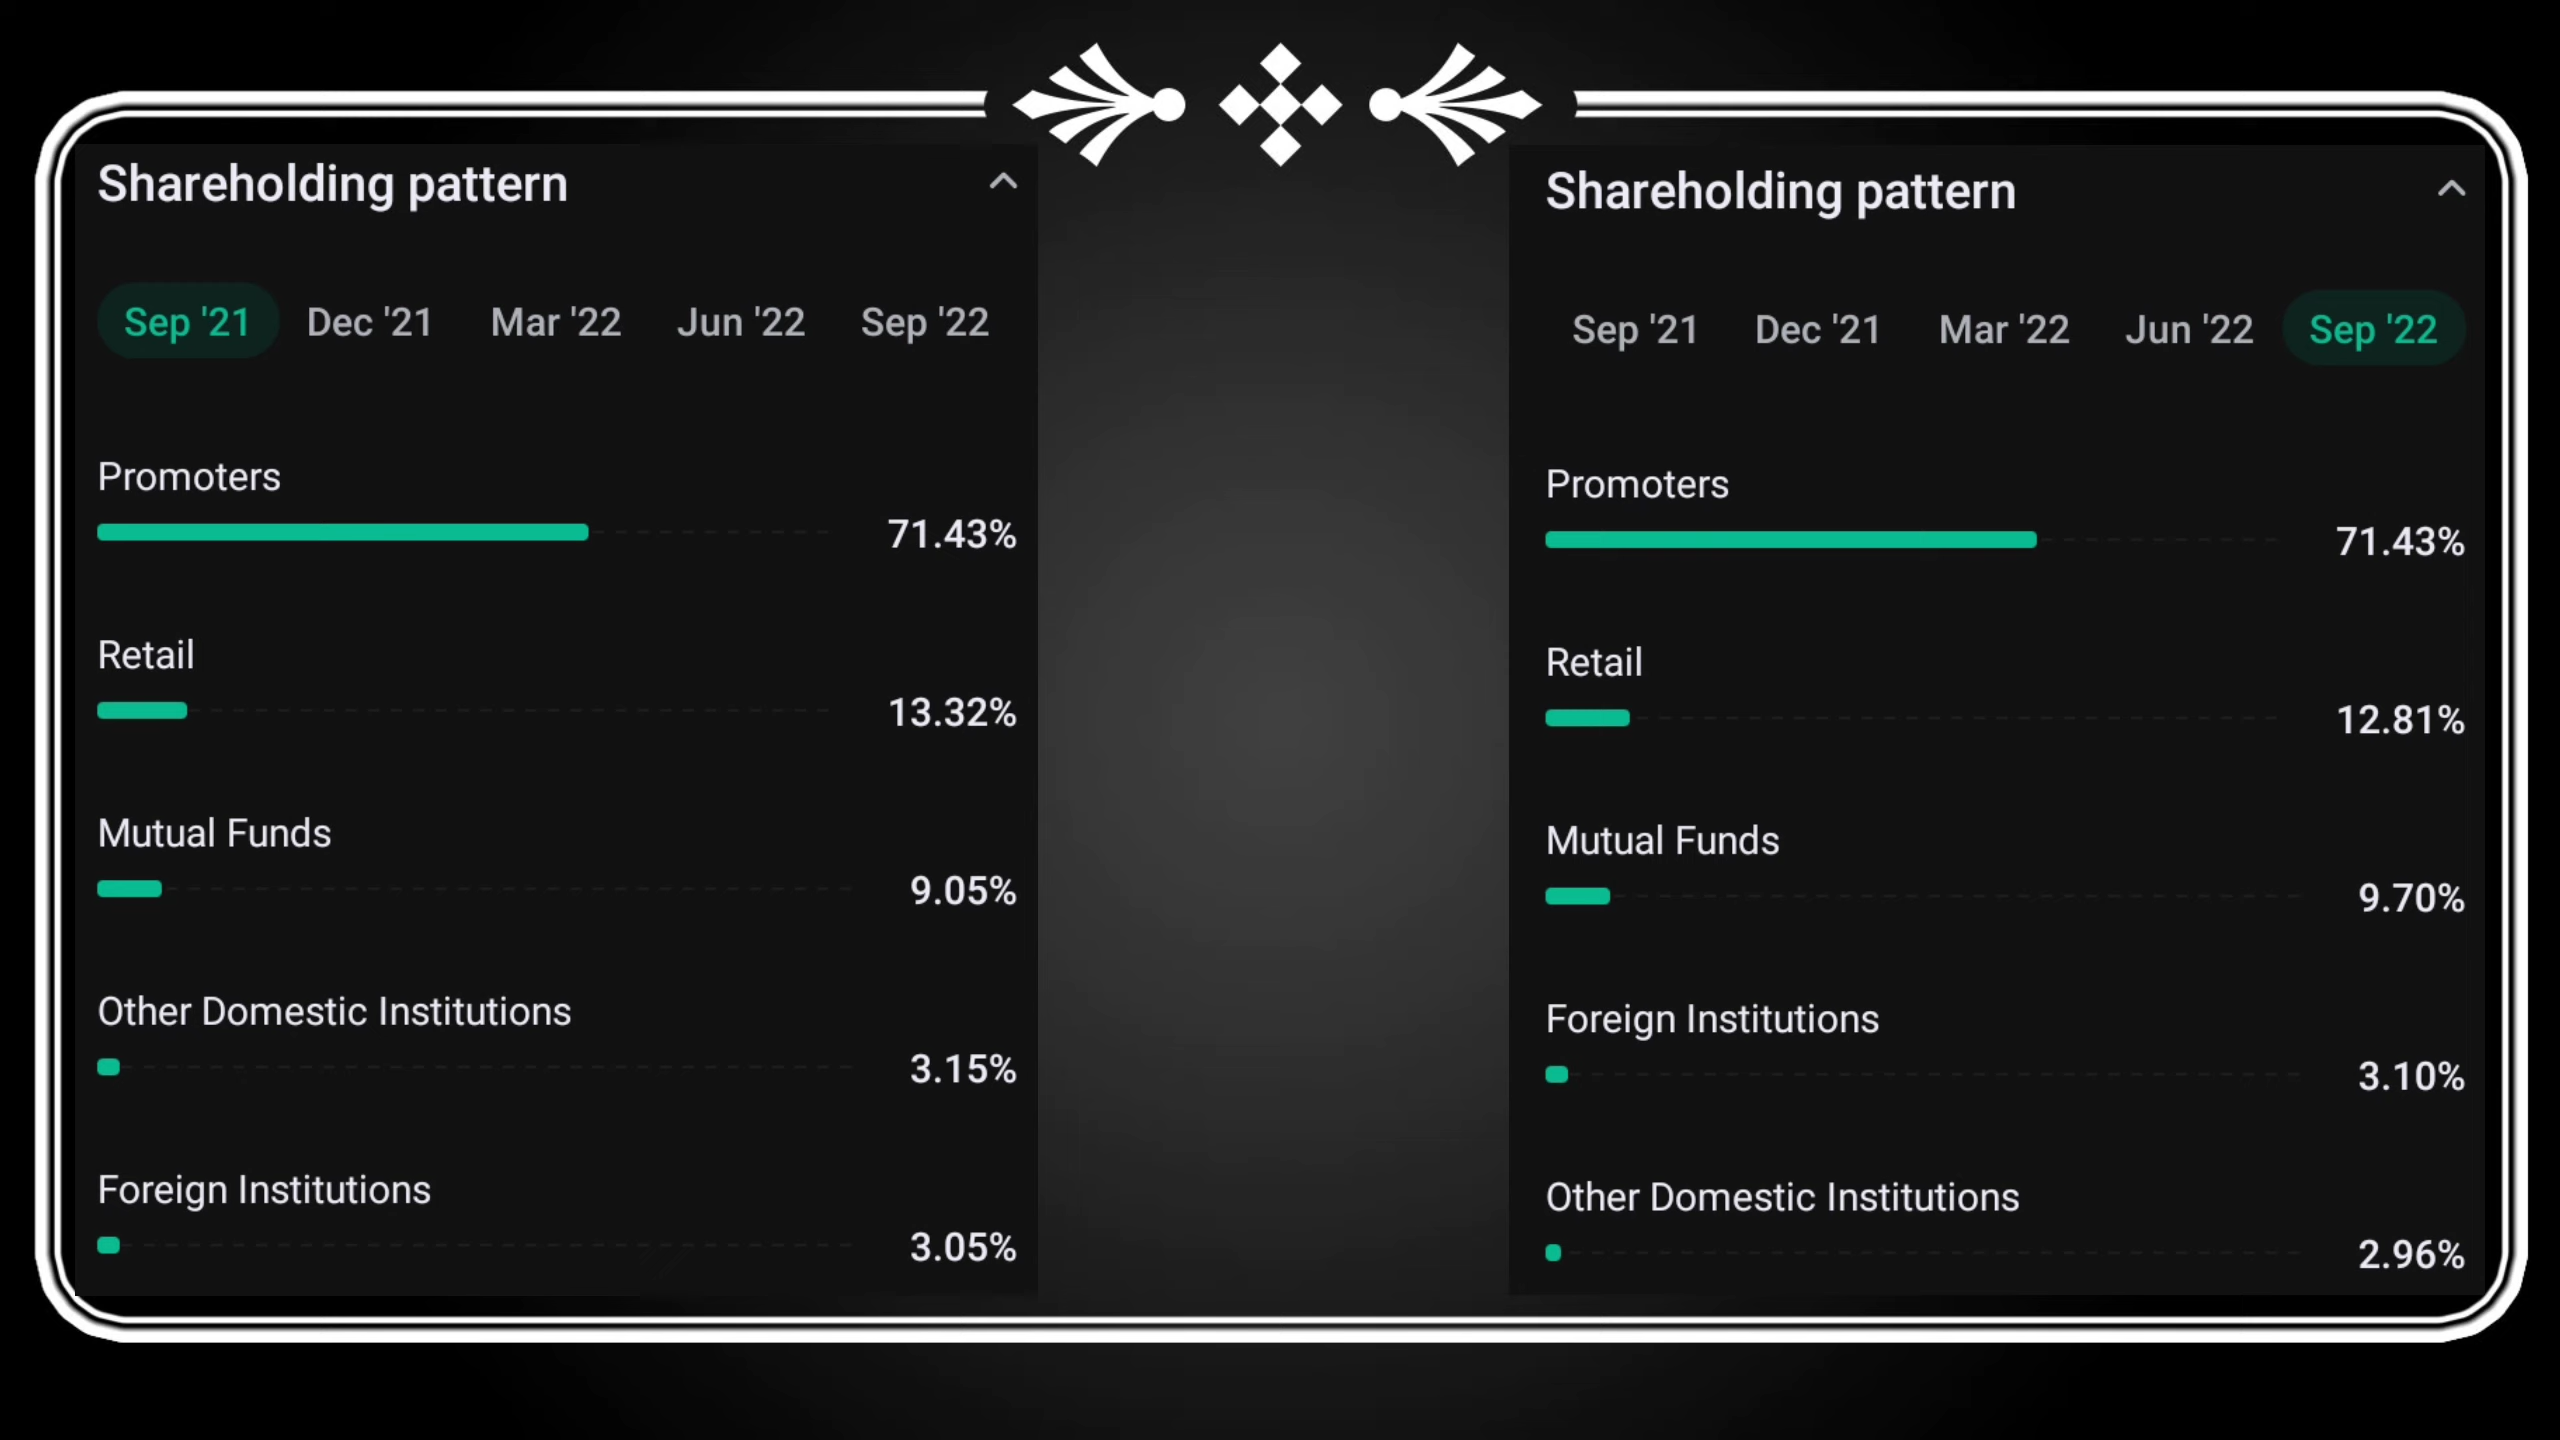 Shareholding pattern
Sep '21 Dec '21 Mar '22 Jun '22 Sep '22
Promoters
71.43%
Retail
13.32%
Mutual Funds
9.05%
Other Domestic Institutions
3.15%
Foreign Institutions
3.05%
Shareholding pattern
Sep '21 Dec '21 Mar '22 Jun '22 Sep '22
Promoters
71.43%
Retail
12.81%
Mutual Funds
9.70%
Foreign Institutions
3.10%
Other Domestic Institutions
2.96%